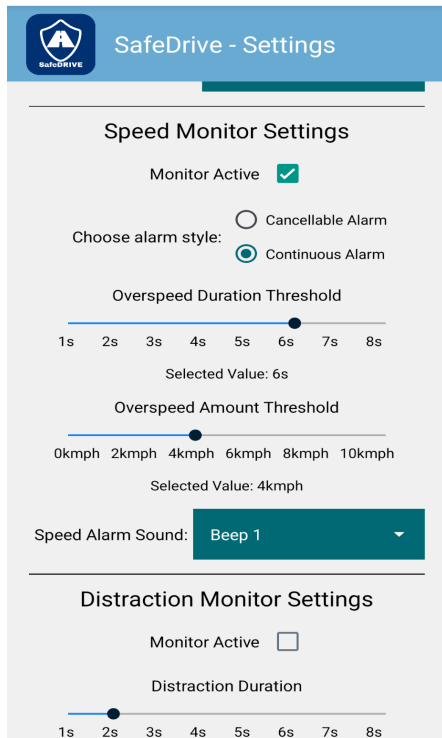 SafeDRIVE
SafeDrive - Settings
Speed Monitor Settings
Monitor Active
Choose alarm style:
Cancellable Alarm
Continuous Alarm
Overspeed Duration Threshold
1s 2s 3s 4s 5s 6s 7s 8s
Selected Value: 6s
Overspeed Amount Threshold
0kmph 2kmph 4kmph 6kmph 8kmph 10kmph
Selected Value: 4kmph
Speed Alarm Sound: Beep 1
Distraction Monitor Settings
Monitor Active
Distraction Duration
1s 2s 3s 4s 5s 6s 7s 8s